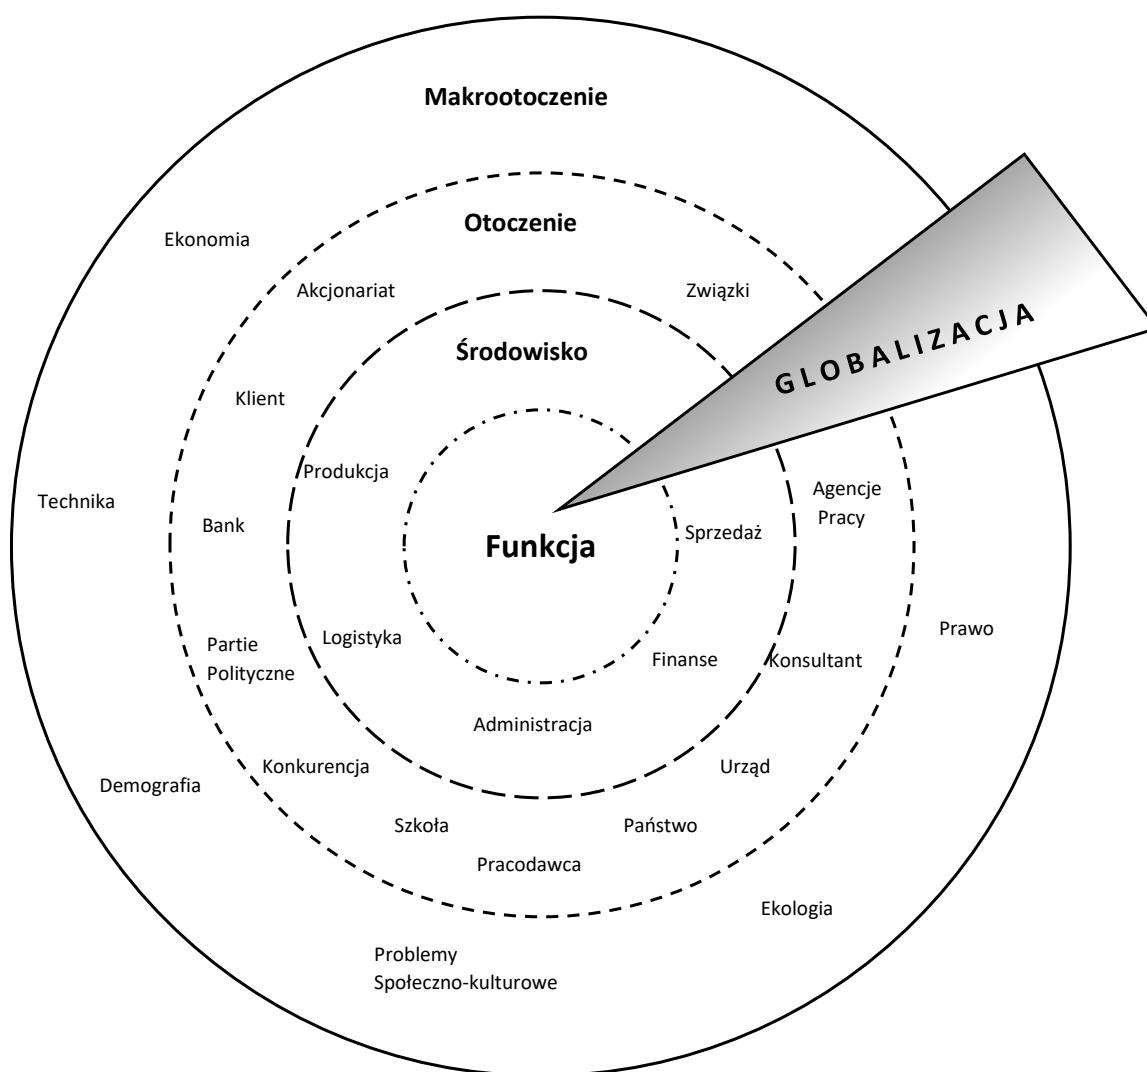 Makrootoczenie
Otoczenie
Ekonomia
Akcjonariat
Związki
GLOBALIZACJA
Środowisko
Klient
Produkcja
Technika
Agencje
Pracy
Bank
Sprzedaż
Funkcja
Prawo
Logistyka
Partie
Polityczne
Finanse
Konsultant
Administracja
Konkurencja
Urząd
Demografia
Szkoła
Państwo
Pracodawca
Ekologia
Problemy
Społeczno-kulturowe